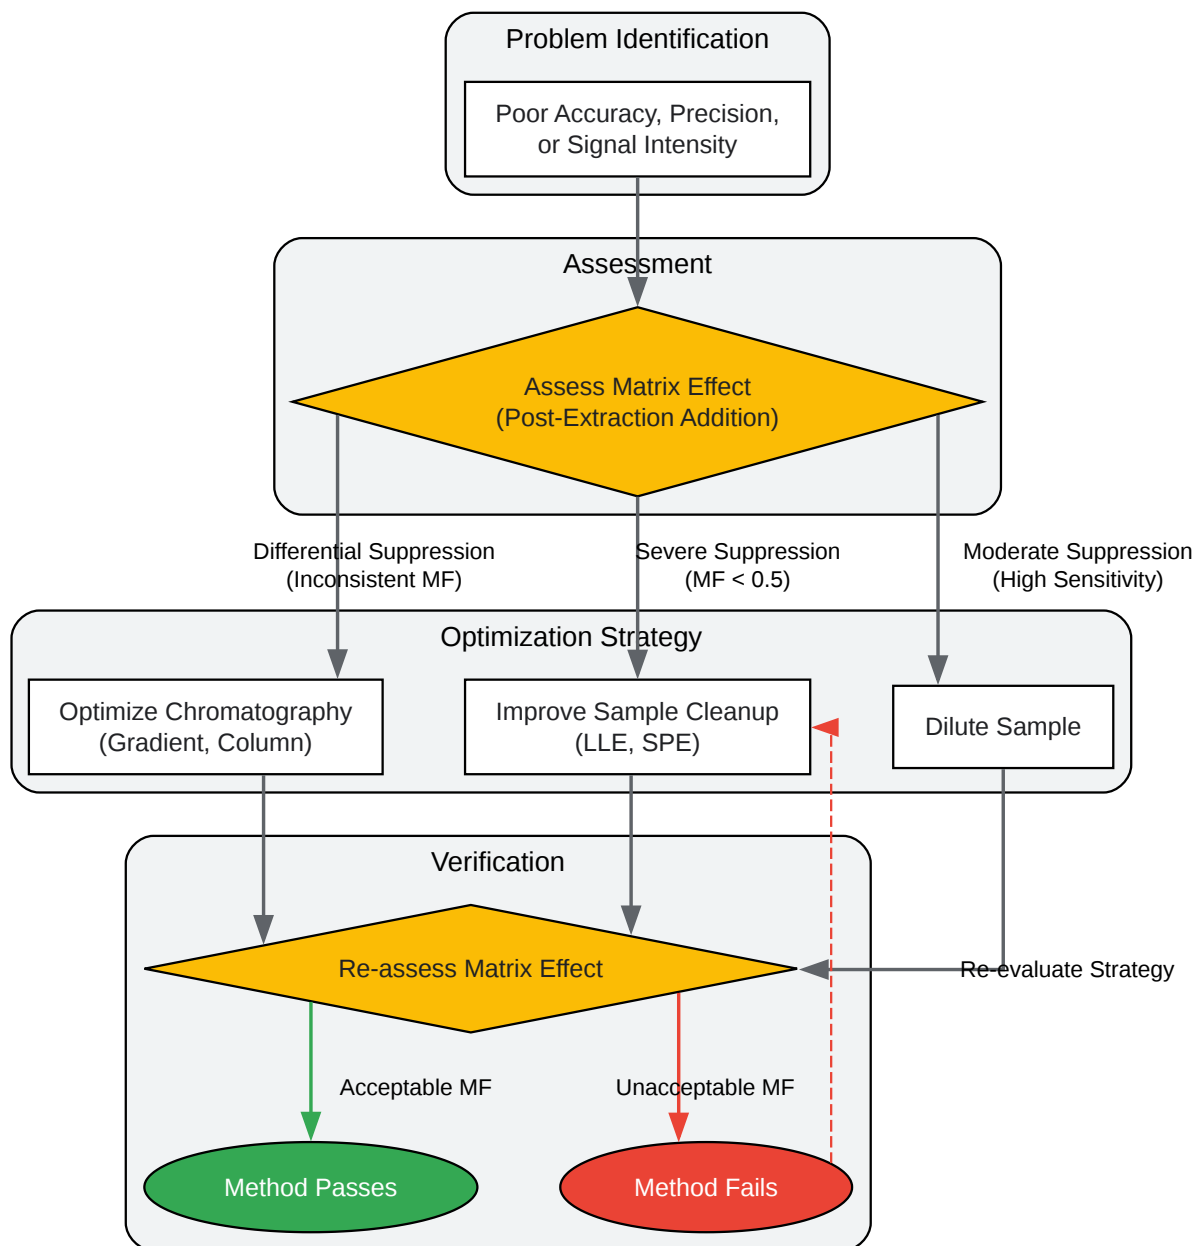 Problem Identification
Poor Accuracy, Precision,
or Signal Intensity
Assessment
Assess Matrix Effect
(Post-Extraction Addition)
Differential Suppression
(Inconsistent MF)
Severe Suppression
(MF < 0.5)
Moderate Suppression
(High Sensitivity)
Optimization Strategy
Optimize Chromatography
(Gradient, Column)
Improve Sample Cleanup
(LLE, SPE)
Dilute Sample
Verification
Re-assess Matrix Effect
Re-evaluate Strategy
Acceptable MF
Unacceptable MF
Method Passes
Method Fails